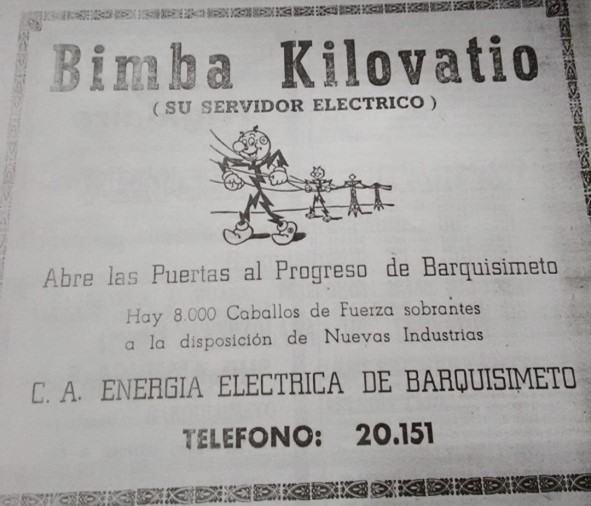 Bimba Kilovatio
( SU SERVIDOR ELECTRICO )
Abre las Puertas al Progreso de Barquisimeto
Hay 8.000 Caballos de Fuerza sobrantes
a la disposición de Nuevas Industrias
C. A. ENERGIA ELECTRICA DE BARQUISIMETO
TELEFONO: 20.151